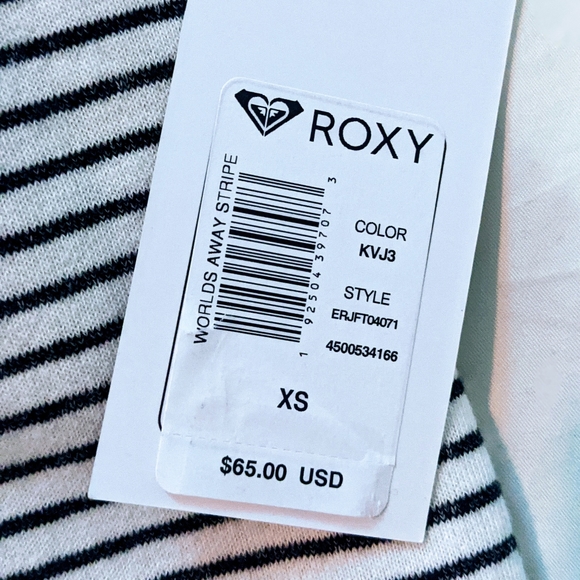 ROXY
WORLDS AWAY STRIPE
1 92504 39707 3
COLOR
KVJ3
STYLE
ERJFT04071
4500534166
XS
$65.00 USD